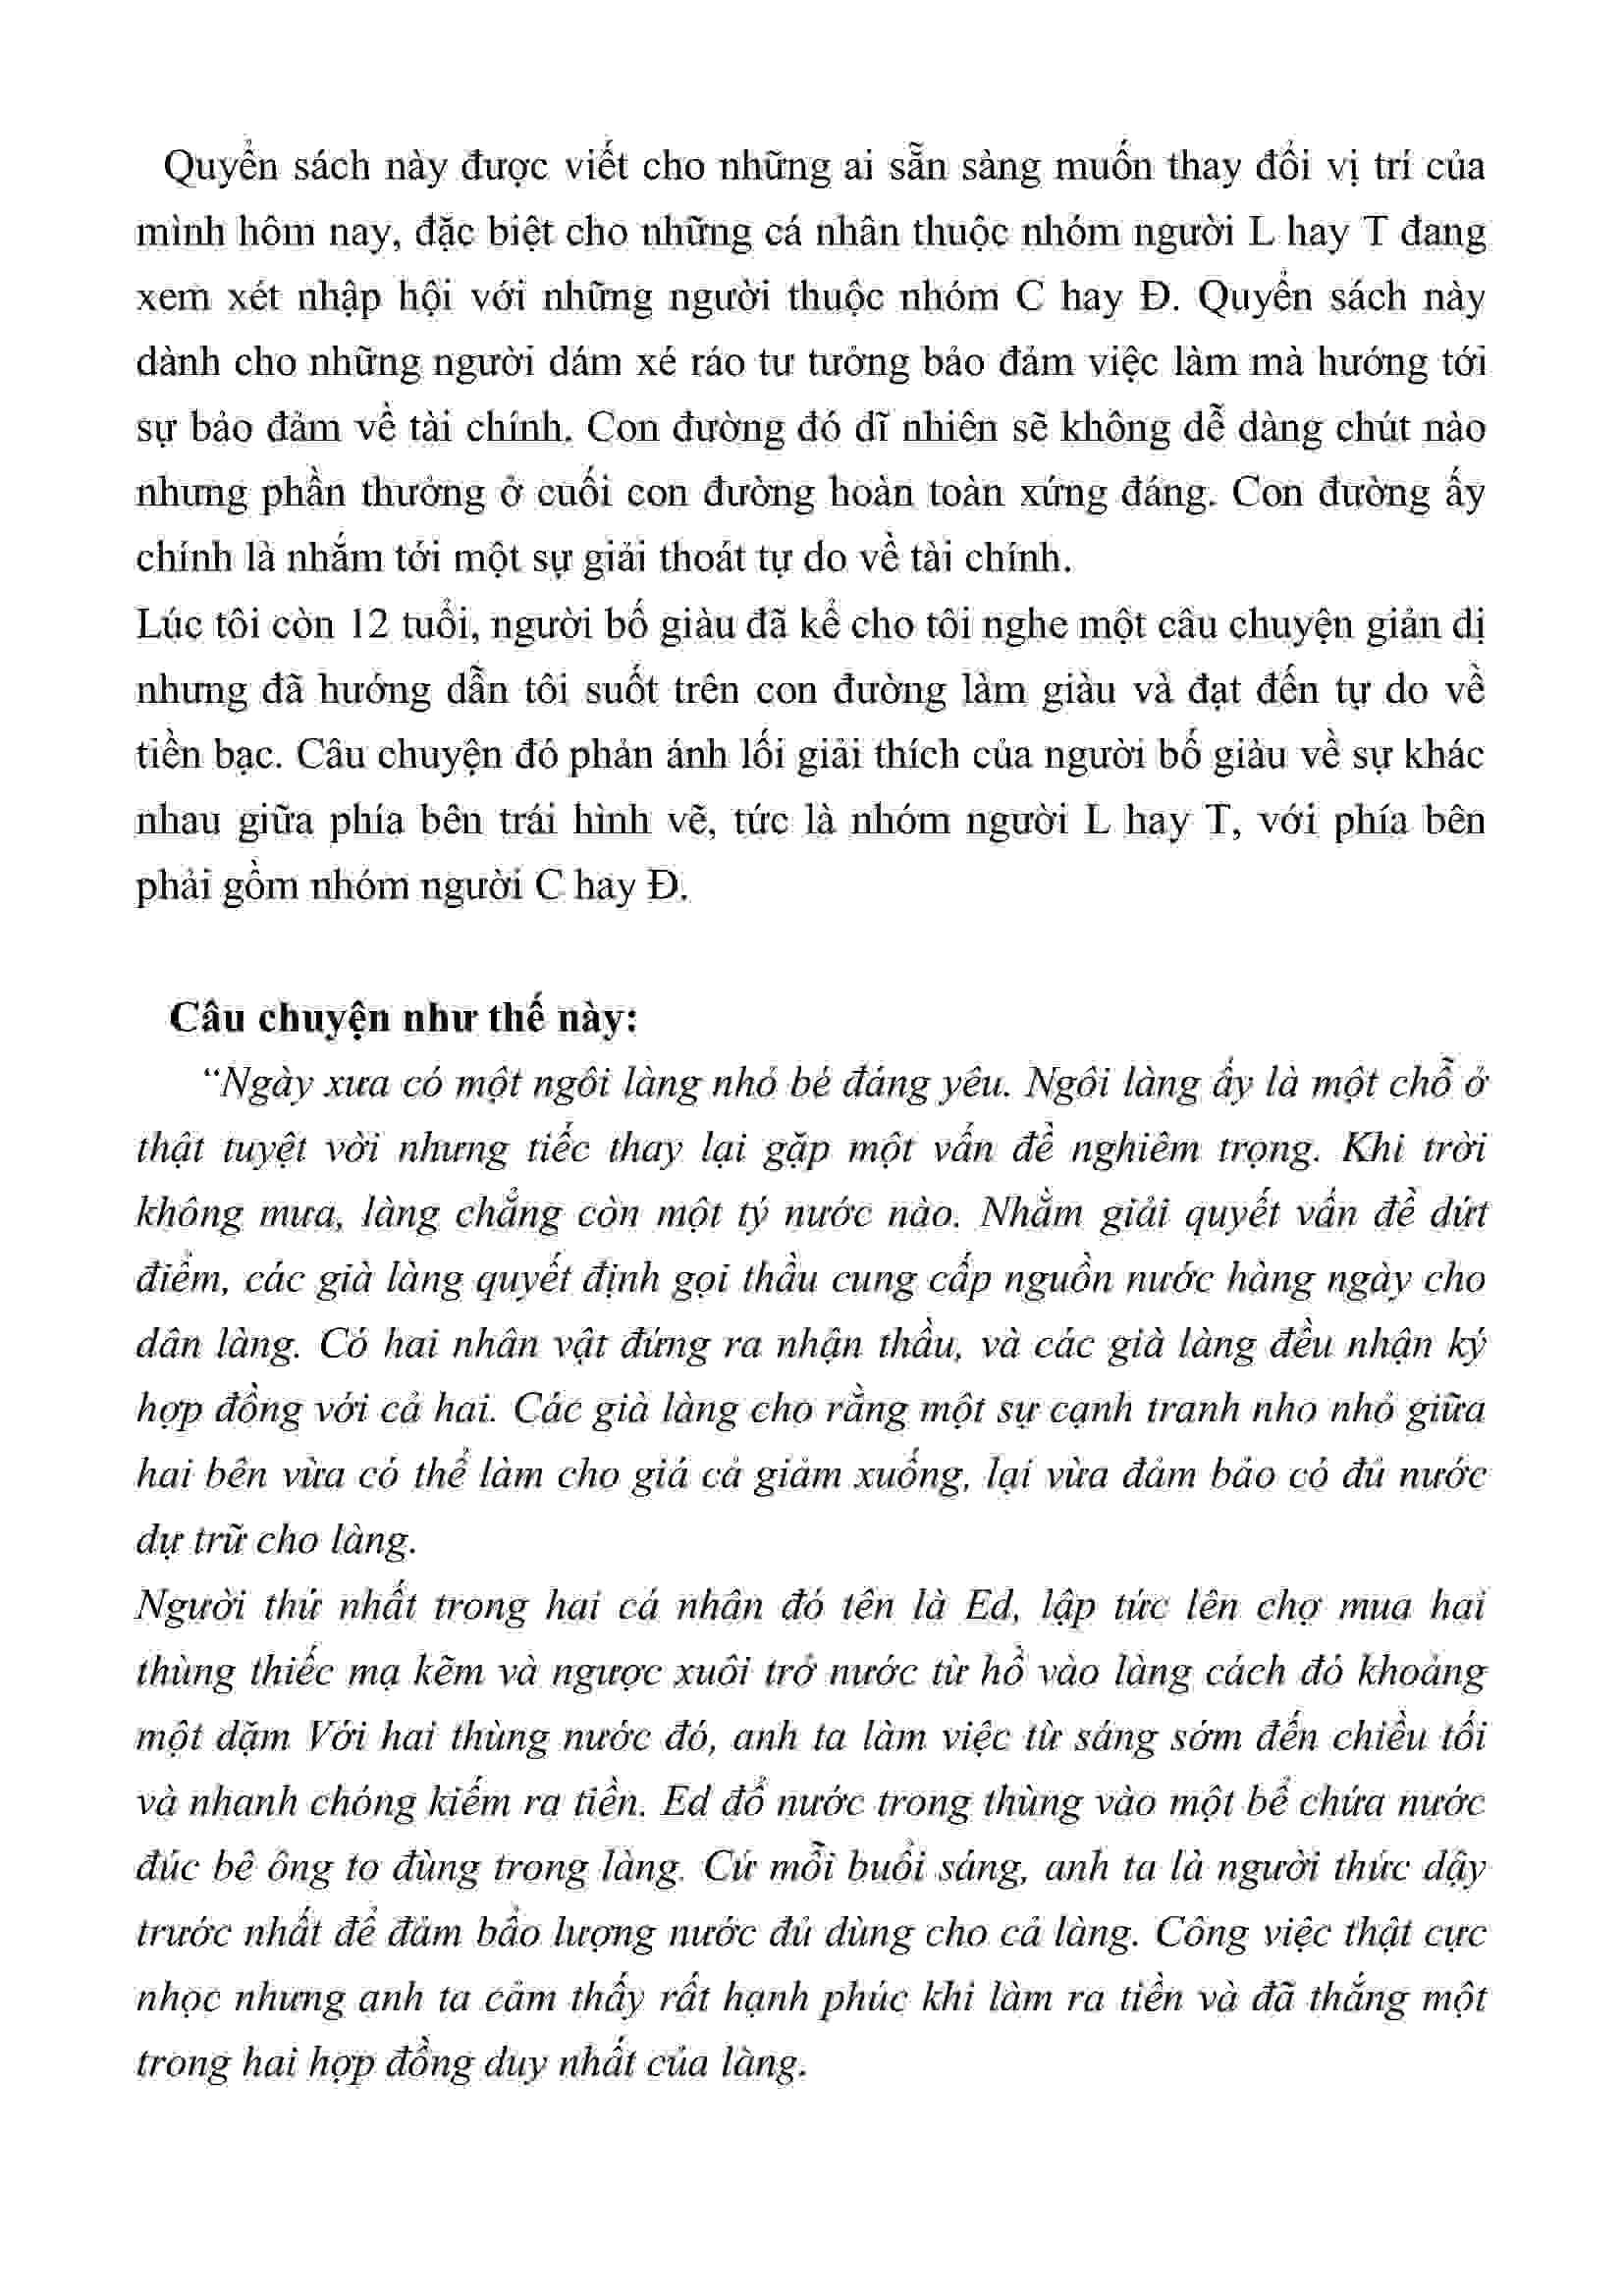 Quyển sách này được viết cho những ai sẵn sàng muốn thay đổi vị trí của
mình hôm nay, đặc biệt cho những cá nhân thuộc nhóm người L hay T đang
xem xét nhập hội với những người thuộc nhóm C hay Đ. Quyển sách này
dành cho những người dám xé ráo tư tưởng bảo đảm việc làm mà hướng tới
sự bảo đảm về tài chính. Con đường đó dĩ nhiên sẽ không dễ dàng chút nào
nhưng phần thưởng ở cuối con đường hoàn toàn xứng đáng. Con đường ấy
chính là nhắm tới một sự giải thoát tự do về tài chính.
Lúc tôi còn 12 tuổi, người bố giàu đã kể cho tôi nghe một câu chuyện giản dị
nhưng đã hướng dẫn tôi suốt trên con đường làm giàu và đạt đến tự do về
tiền bạc. Câu chuyện đó phản ánh lối giải thích của người bố giàu về sự khác
nhau giữa phía bên trái hình vẽ, tức là nhóm người L hay T, với phía bên
phải gồm nhóm người C hay Đ.
Câu chuyện như thế này:
“Ngày xưa có một ngôi làng nhỏ bé đáng yêu. Ngôi làng ấy là một chỗ ở
thật tuyệt vời nhưng tiếc thay lại gặp một vấn đề nghiêm trọng. Khi trời
không mưa, làng chẳng còn một tý nước nào. Nhằm giải quyết vấn đề dứt
điểm, các già làng quyết định gọi thầu cung cấp nguồn nước hàng ngày cho
dân làng. Có hai nhân vật đứng ra nhận thầu, và các già làng đều nhận ký
hợp đồng với cả hai. Các già làng cho rằng một sự cạnh tranh nho nhỏ giữa
hai bên vừa có thể làm cho giá cả giảm xuống, lại vừa đảm bảo có đủ nước
dự trữ cho làng.
Người thứ nhất trong hai cá nhân đó tên là Ed, lập tức lên chợ mua hai
thùng thiếc mạ kẽm và ngược xuôi trở nước từ hồ vào làng cách đó khoảng
một dặm Với hai thùng nước đó, anh ta làm việc từ sáng sớm đến chiều tối
và nhanh chóng kiếm ra tiền. Ed đổ nước trong thùng vào một bể chứa nước
đúc bê ông to đùng trong làng. Cứ mỗi buổi sáng, anh ta là người thức dậy
trước nhất để đảm bảo lượng nước đủ dùng cho cả làng. Công việc thật cực
nhọc nhưng anh ta cảm thấy rất hạnh phúc khi làm ra tiền và đã thắng một
trong hai hợp đồng duy nhất của làng.